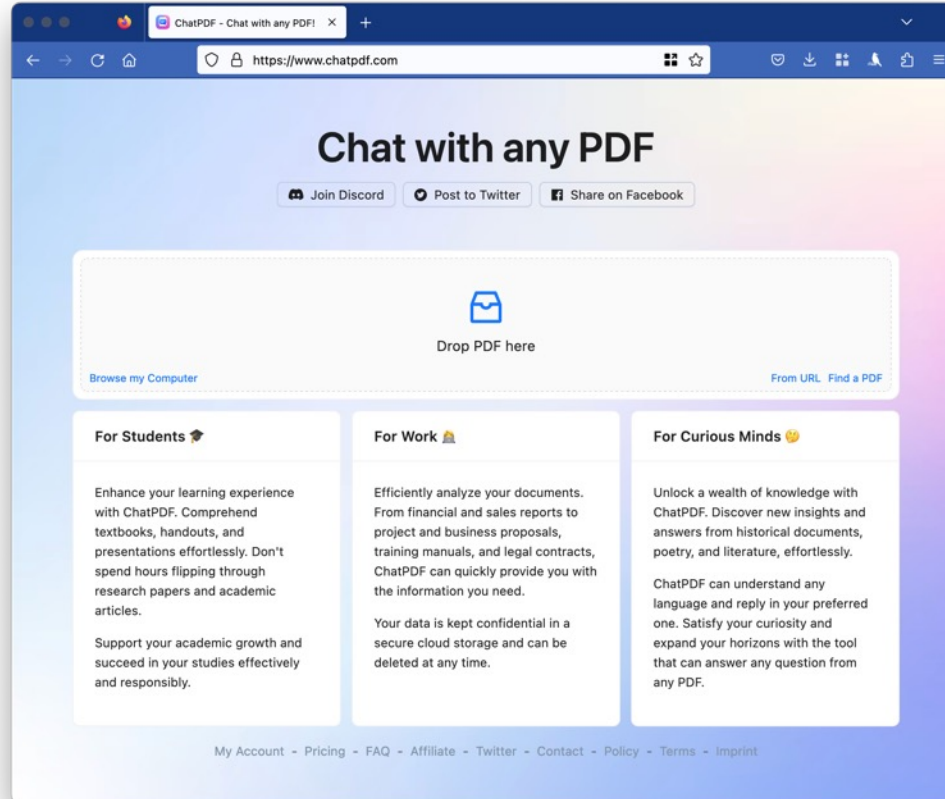 ChatPDF - Chat with any PDF!
https://www.chatpdf.com
Chat with any PDF
Join Discord
Post to Twitter
Share on Facebook
Drop PDF here
Browse my Computer
From URL
Find a PDF
For Students
Enhance your learning experience
with ChatPDF. Comprehend
textbooks, handouts, and
presentations effortlessly. Don't
spend hours flipping through
research papers and academic
articles.
Support your academic growth and
succeed in your studies effectively
and responsibly.
For Work
Efficiently analyze your documents.
From financial and sales reports to
project and business proposals,
training manuals, and legal contracts,
ChatPDF can quickly provide you with
the information you need.
Your data is kept confidential in a
secure cloud storage and can be
deleted at any time.
For Curious Minds
Unlock a wealth of knowledge with
ChatPDF. Discover new insights and
answers from historical documents,
poetry, and literature, effortlessly.
ChatPDF can understand any
language and reply in your preferred
one. Satisfy your curiosity and
expand your horizons with the tool
that can answer any question from
any PDF.
My Account - Pricing - FAQ - Affiliate - Twitter - Contact - Policy - Terms - Imprint